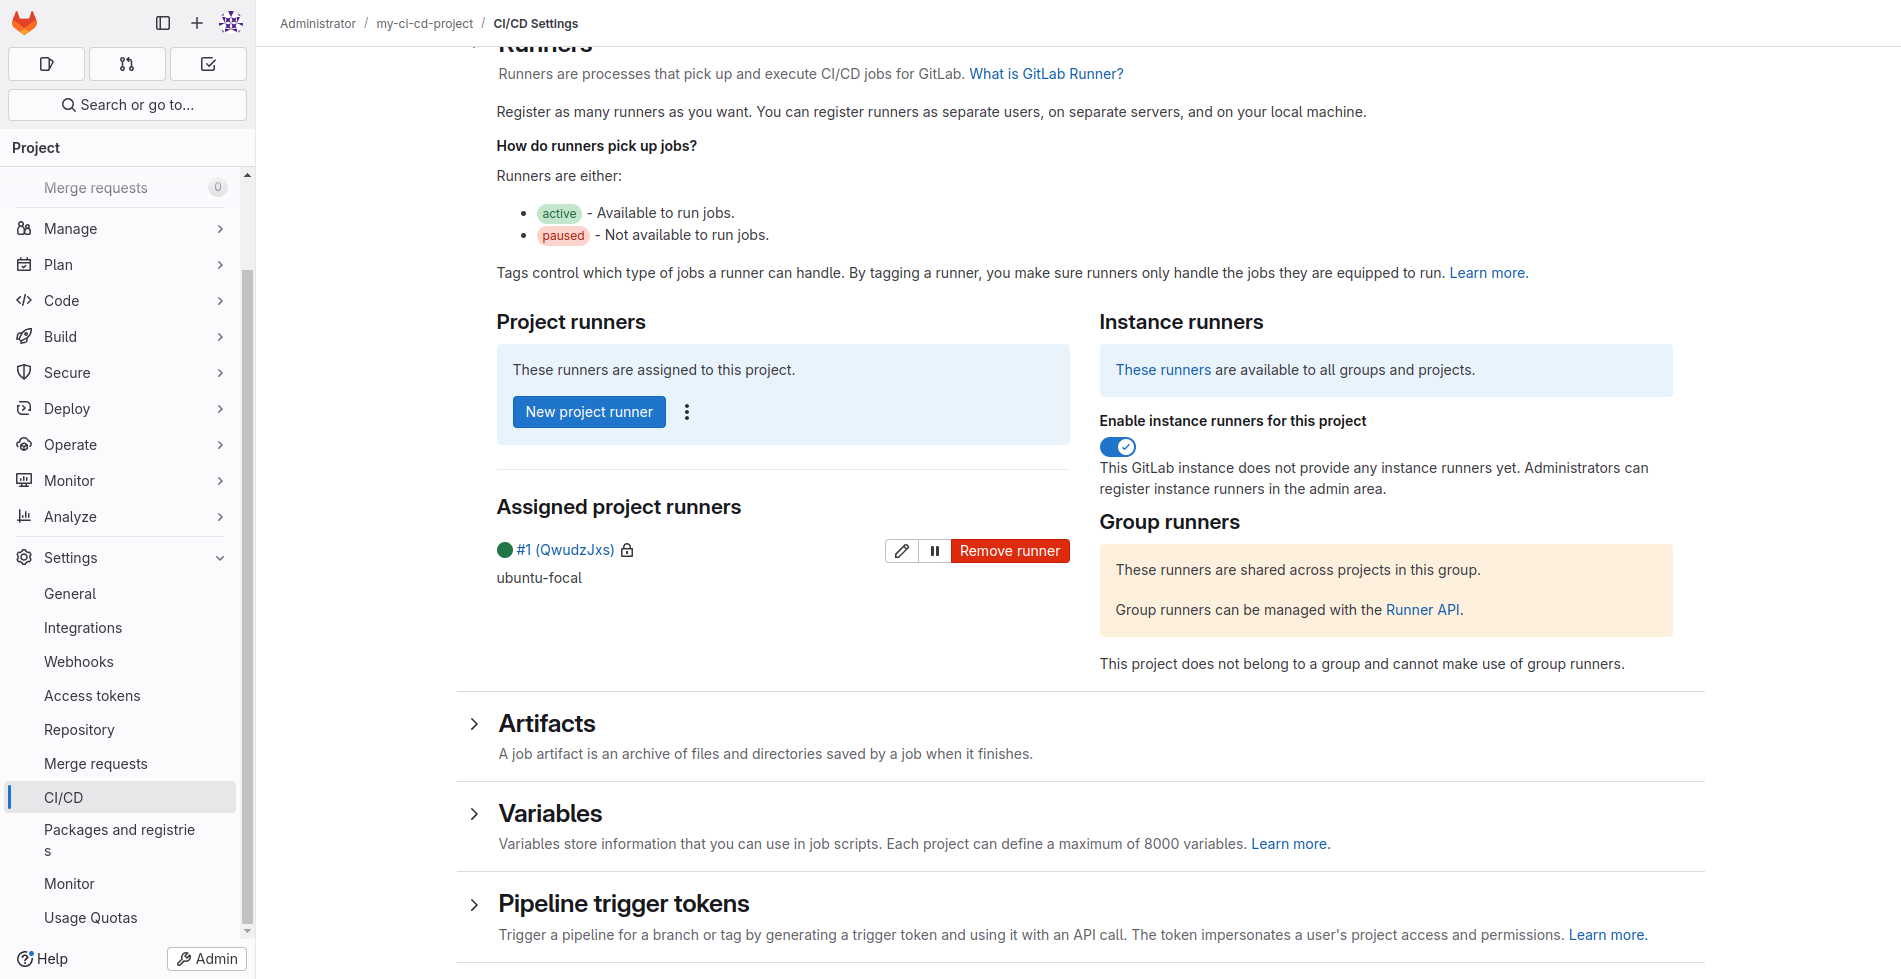 Administrator / my-ci-cd-project / CI/CD Settings
Search or go to...
Project
Merge requests 0
Manage
Plan
Code
Build
Secure
Deploy
Operate
Monitor
Analyze
Settings
General
Integrations
Webhooks
Access tokens
Repository
Merge requests
CI/CD
Packages and registrie
s
Monitor
Usage Quotas
Help
Admin
Runners
Runners are processes that pick up and execute CI/CD jobs for GitLab. What is GitLab Runner?
Register as many runners as you want. You can register runners as separate users, on separate servers, and on your local machine.
How do runners pick up jobs?
Runners are either:
• active - Available to run jobs.
• paused - Not available to run jobs.
Tags control which type of jobs a runner can handle. By tagging a runner, you make sure runners only handle the jobs they are equipped to run. Learn more.
Project runners
These runners are assigned to this project.
New project runner
Assigned project runners
#1 (QwudzJxs)
Remove runner
ubuntu-focal
Instance runners
These runners are available to all groups and projects.
Enable instance runners for this project
This GitLab instance does not provide any instance runners yet. Administrators can
register instance runners in the admin area.
Group runners
These runners are shared across projects in this group.
Group runners can be managed with the Runner API.
This project does not belong to a group and cannot make use of group runners.
Artifacts
A job artifact is an archive of files and directories saved by a job when it finishes.
Variables
Variables store information that you can use in job scripts. Each project can define a maximum of 8000 variables. Learn more.
Pipeline trigger tokens
Trigger a pipeline for a branch or tag by generating a trigger token and using it with an API call. The token impersonates a user's project access and permissions. Learn more.